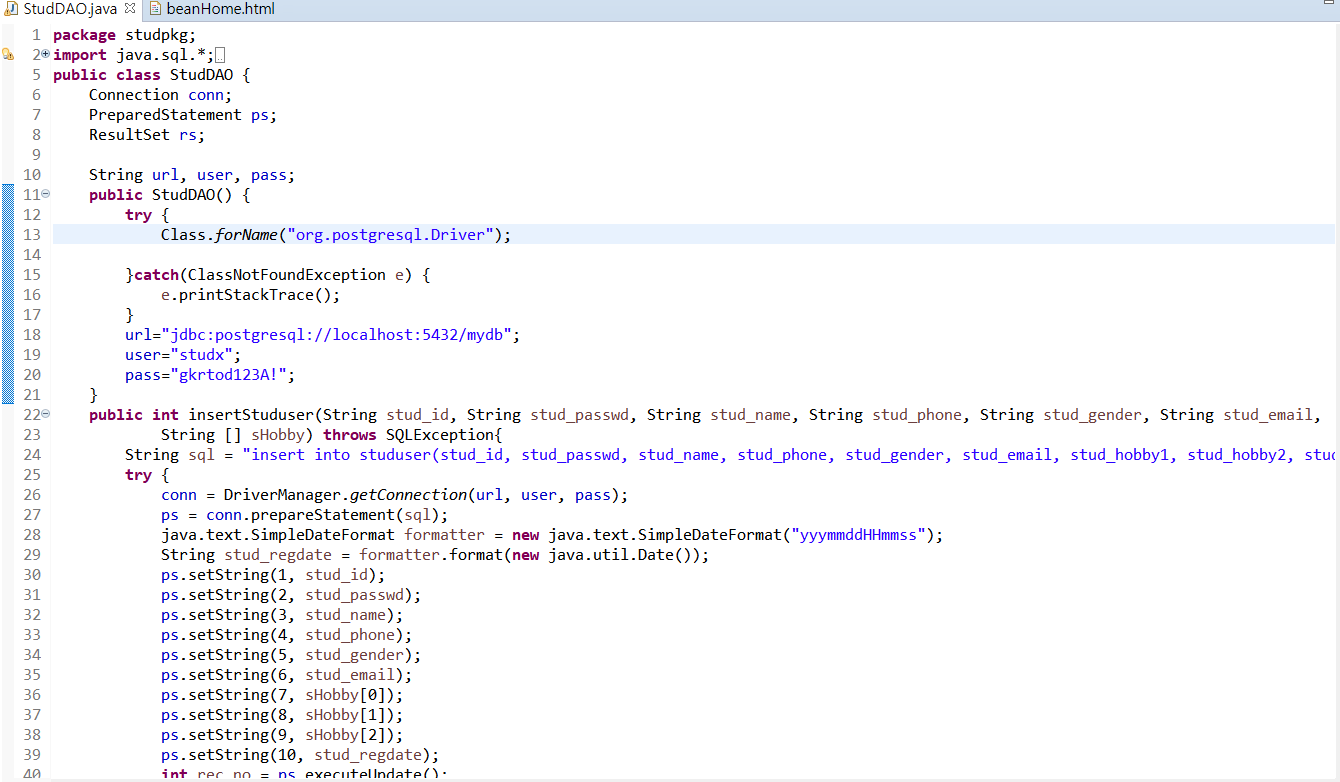 StudDAO.java beanHome.html
1 package studpkg;
2 import java.sql.*;
5 public class StudDAO {
6 Connection conn;
7 PreparedStatement ps;
8 ResultSet rs;
9
10 String url, user, pass;
11 public StudDAO() {
12 try {
13 Class.forName("org.postgresql.Driver");
14
15 }catch(ClassNotFoundException e) {
16 e.printStackTrace();
17 }
18 url="jdbc:postgresql://localhost:5432/mydb";
19 user="studx";
20 pass="gkrtod123A!";
21 }
22 public int insertStuduser(String stud_id, String stud_passwd, String stud_name, String stud_phone, String stud_gender, String stud_email,
23 String [] sHobby) throws SQLException{
24 String sql = "insert into studuser(stud_id, stud_passwd, stud_name, stud_phone, stud_gender, stud_email, stud_hobby1, stud_hobby2, stud
25 try {
26 conn = DriverManager.getConnection(url, user, pass);
27 ps = conn.prepareStatement(sql);
28 java.text.SimpleDateFormat formatter = new java.text.SimpleDateFormat("yyymmddHHmmss");
29 String stud_regdate = formatter.format(new java.util.Date());
30 ps.setString(1, stud_id);
31 ps.setString(2, stud_passwd);
32 ps.setString(3, stud_name);
33 ps.setString(4, stud_phone);
34 ps.setString(5, stud_gender);
35 ps.setString(6, stud_email);
36 ps.setString(7, sHobby[0]);
37 ps.setString(8, sHobby[1]);
38 ps.setString(9, sHobby[2]);
39 ps.setString(10, stud_regdate);
40 int rec_no = ps.executeUpdate();